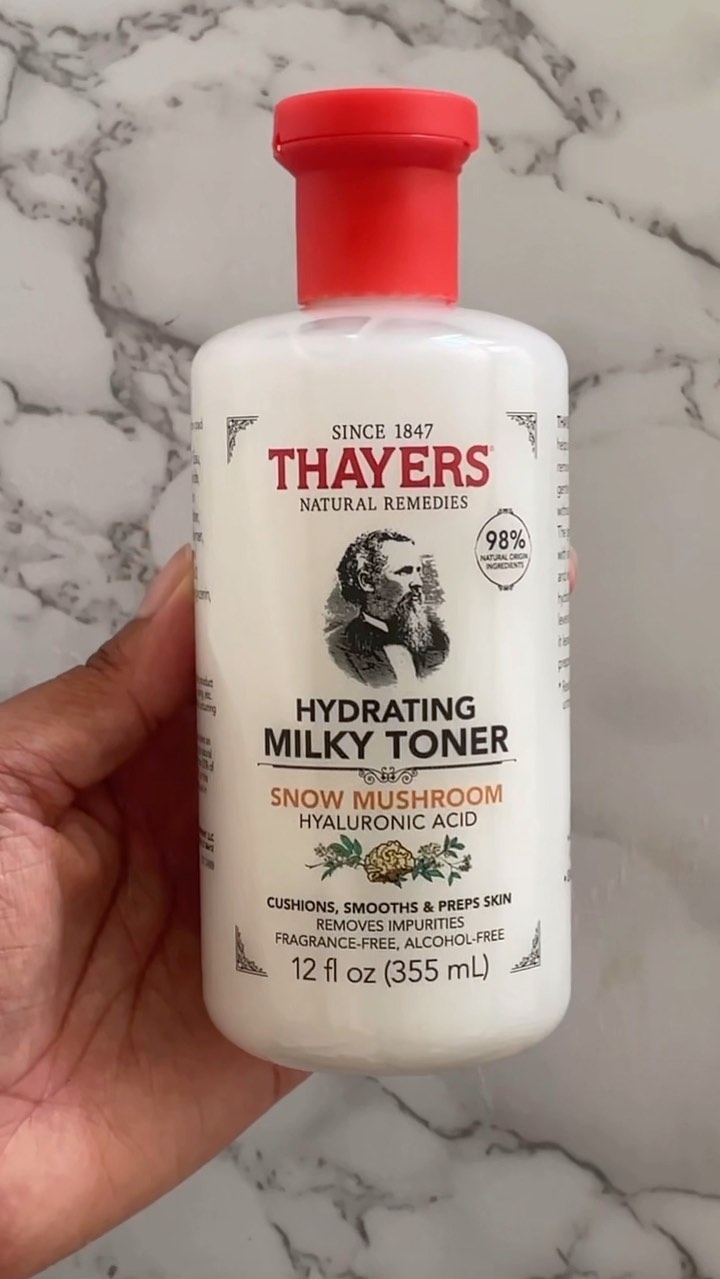 SINCE 1847
THAYERS
NATURAL REMEDIES
98%
NATURAL ORIGIN
INGREDIENTS
HYDRATING
MILKY TONER
SNOW MUSHROOM
HYALURONIC ACID
CUSHIONS, SMOOTHS & PREPS SKIN
REMOVES IMPURITIES
FRAGRANCE-FREE, ALCOHOL-FREE
12 fl oz (355 mL)